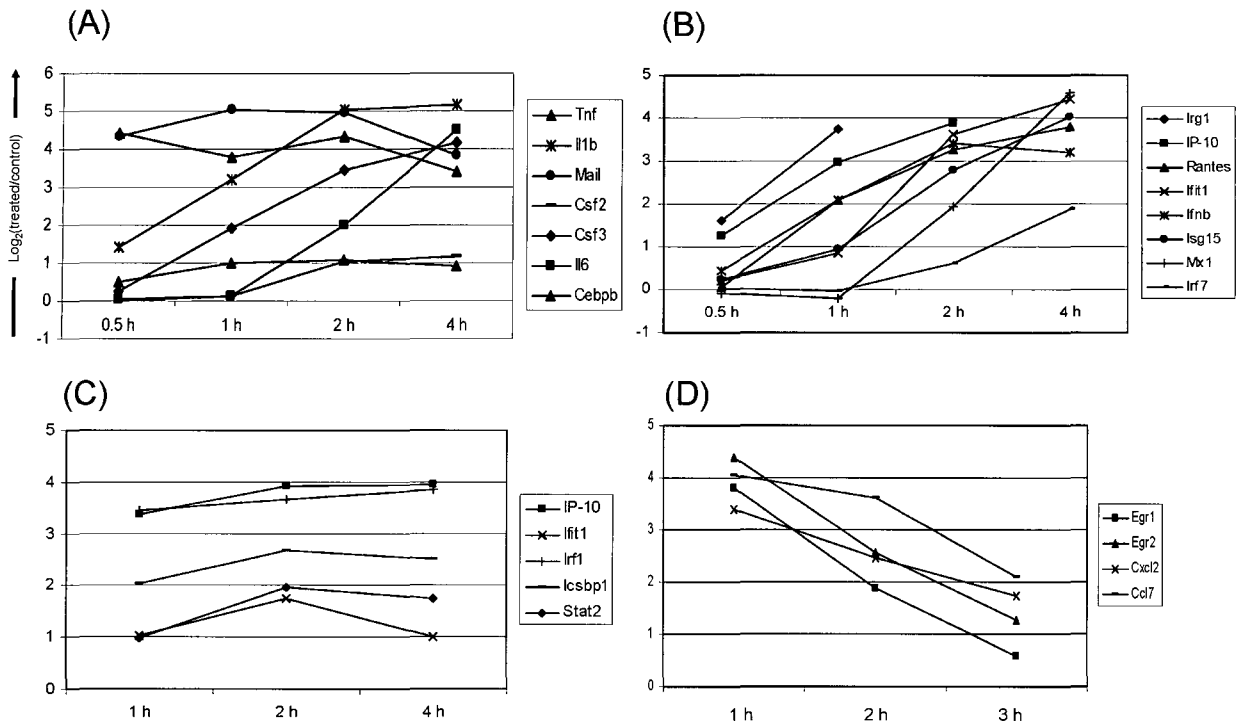 (A)
Log2(treated/control)
6
5
4
3
2
1
0
-1
0.5 h 1 h 2 h 4 h
Tnf
Il1b
Mail
Csf2
Csf3
Il6
Cebpb
(B)
5
4
3
2
1
0
-1
0.5 h 1 h 2 h 4 h
Irg1
IP-10
Rantes
Ifit1
Ifnb
Isg15
Mx1
Irf7
(C)
5
4
3
2
1
0
1 h 2 h 4 h
IP-10
Ifit1
Irf1
Icsbp1
Stat2
(D)
5
4
3
2
1
0
1 h 2 h 3 h
Egr1
Egr2
Cxcl2
Ccl7